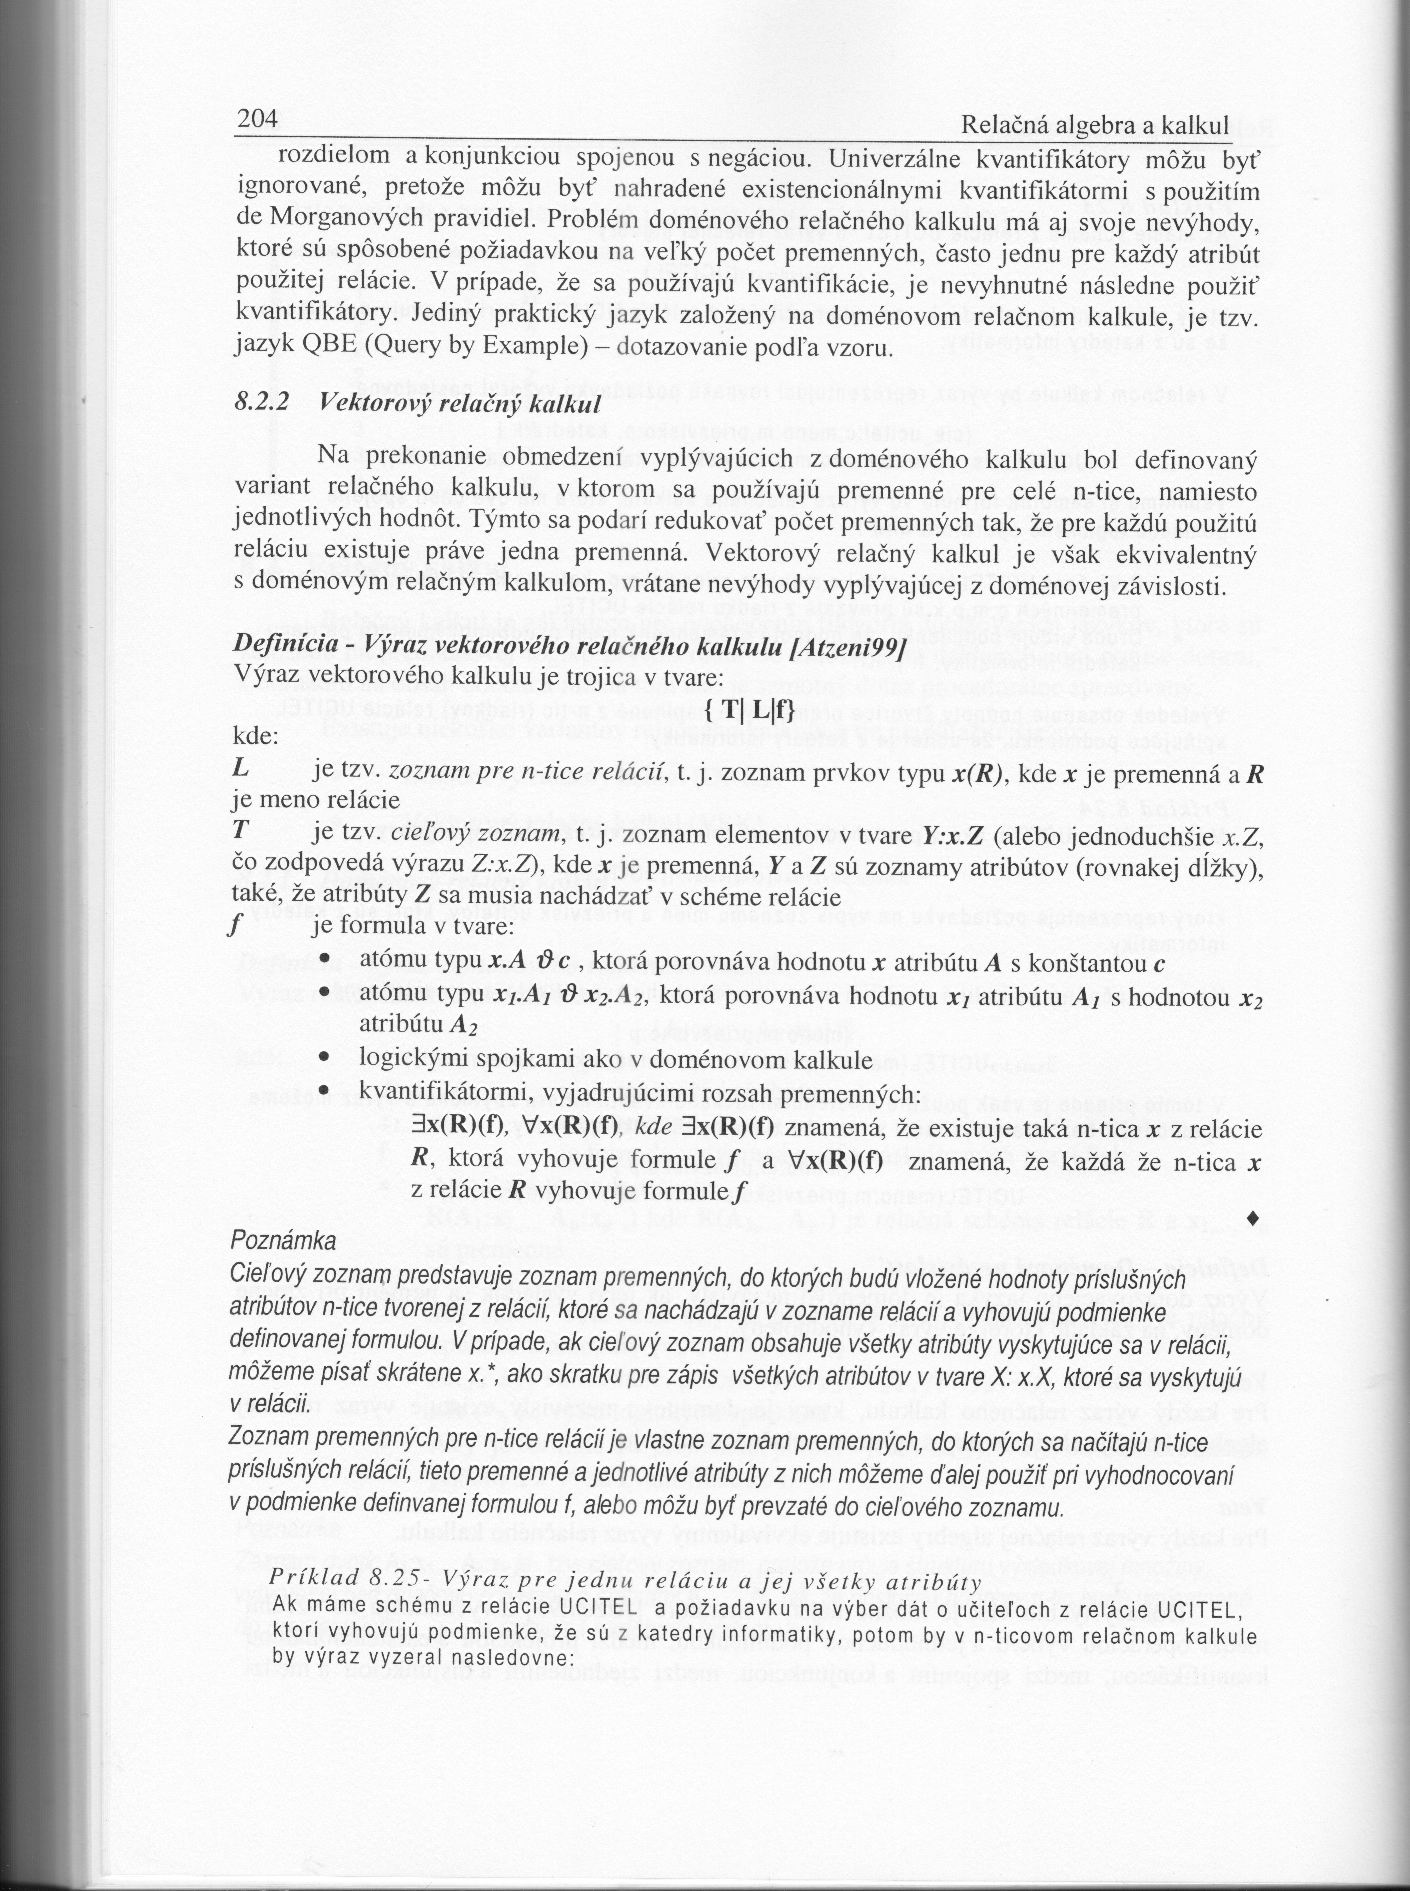 204
Relačná algebra a kalkul
rozdielom a konjunkciou spojenou s negáciou. Univerzálne kvantifikátory môžu byť
ignorované, pretože môžu byť nahradené existencionálnymi kvantifikátormi s použitím
de Morganových pravidiel. Problém doménového relačného kalkulu má aj svoje nevýhody,
ktoré sú spôsobené požiadavkou na veľký počet premenných, často jednu pre každý atribút
použitej relácie. V prípade, že sa používajú kvantifikácie, je nevyhnutné následne použiť
kvantifikátory. Jediný praktický jazyk založený na doménovom relačnom kalkule, je tzv.
jazyk QBE (Query by Example) – dotazovanie podľa vzoru.
8.2.2 Vektorový relačný kalkul
Na prekonanie obmedzení vyplývajúcich z doménového kalkulu bol definovaný
variant relačného kalkulu, v ktorom sa používajú premenné pre celé n-tice, namiesto
jednotlivých hodnôt. Týmto sa podarí redukovať počet premenných tak, že pre každú použitú
reláciu existuje práve jedna premenná. Vektorový relačný kalkul je však ekvivalentný
s doménovým relačným kalkulom, vrátane nevýhody vyplývajúcej z doménovej závislosti.
Definícia - Výraz vektorového relačného kalkulu [Atzeni99]
Výraz vektorového kalkulu je trojica v tvare:
{ T| L|f}
kde:
L je tzv. zoznam pre n-tice relácií, t. j. zoznam prvkov typu x(R), kde x je premenná a R
je meno relácie
T je tzv. cieľový zoznam, t. j. zoznam elementov v tvare Y:x.Z (alebo jednoduchšie x.Z,
čo zodpovedá výrazu Z:x.Z), kde x je premenná, Y a Z sú zoznamy atribútov (rovnakej dĺžky),
také, že atribúty Z sa musia nachádzať v schéme relácie
f je formula v tvare:
• atómu typu x.A ϑ c , ktorá porovnáva hodnotu x atribútu A s konštantou c
• atómu typu x₁.A₁ ϑ x₂.A₂, ktorá porovnáva hodnotu x₁ atribútu A₁ s hodnotou x₂
atribútu A₂
• logickými spojkami ako v doménovom kalkule
• kvantifikátormi, vyjadrujúcimi rozsah premenných:
∃x(R)(f), ∀x(R)(f), kde ∃x(R)(f) znamená, že existuje taká n-tica x z relácie
R, ktorá vyhovuje formule f a ∀x(R)(f) znamená, že každá že n-tica x
z relácie R vyhovuje formule f
♦
Poznámka
Cieľový zoznam predstavuje zoznam premenných, do ktorých budú vložené hodnoty príslušných
atribútov n-tice tvorenej z relácií, ktoré sa nachádzajú v zozname relácií a vyhovujú podmienke
definovanej formulou. V prípade, ak cieľový zoznam obsahuje všetky atribúty vyskytujúce sa v relácii,
môžeme písať skrátene x.*, ako skratku pre zápis všetkých atribútov v tvare X: x.X, ktoré sa vyskytujú
v relácii.
Zoznam premenných pre n-tice relácií je vlastne zoznam premenných, do ktorých sa načítajú n-tice
príslušných relácií, tieto premenné a jednotlivé atribúty z nich môžeme ďalej použiť pri vyhodnocovaní
v podmienke definvanej formulou f, alebo môžu byť prevzaté do cieľového zoznamu.
Príklad 8.25- Výraz pre jednu reláciu a jej všetky atribúty
Ak máme schému z relácie UCITEL a požiadavku na výber dát o učiteľoch z relácie UCITEL,
ktorí vyhovujú podmienke, že sú z katedry informatiky, potom by v n-ticovom relačnom kalkule
by výraz vyzeral nasledovne: